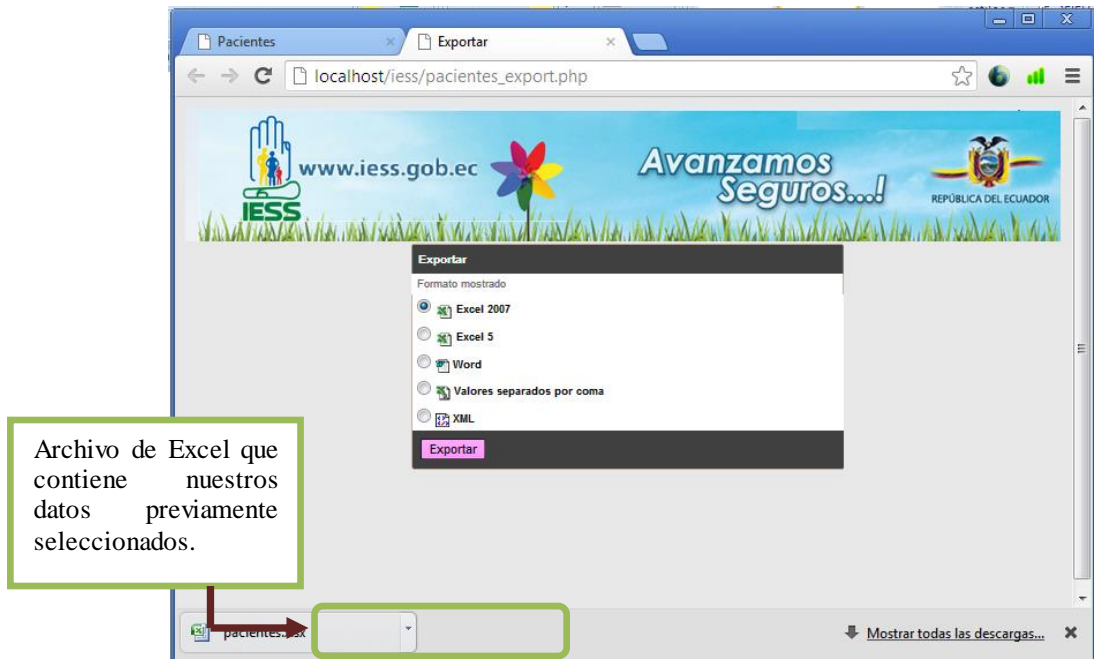 Pacientes
Exportar
localhost/iess/pacientes_export.php
IESS
www.iess.gob.ec
Avanzamos
Seguros...!
REPÚBLICA DEL ECUADOR
Exportar
Formato mostrado
Excel 2007
Excel 5
Word
Valores separados por coma
XML
Exportar
Archivo de Excel que
contiene nuestros
datos previamente
seleccionados.
Mostrar todas las descargas...